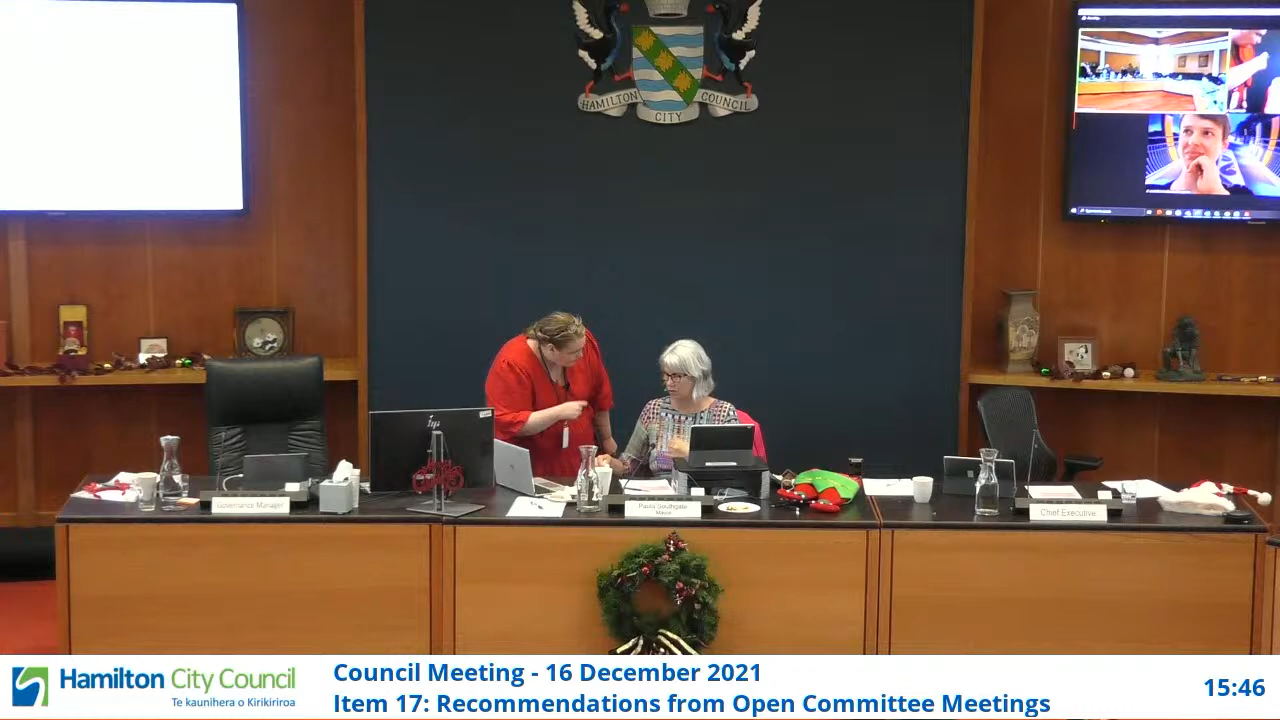 HAMILTON
COUNCIL
CITY
hp
Governance Manager
Paula Southgate
Mayor
Chief Executive
Hamilton City Council
Te kaunihera o Kirikiriroa
Council Meeting - 16 December 2021
Item 17: Recommendations from Open Committee Meetings
15:46